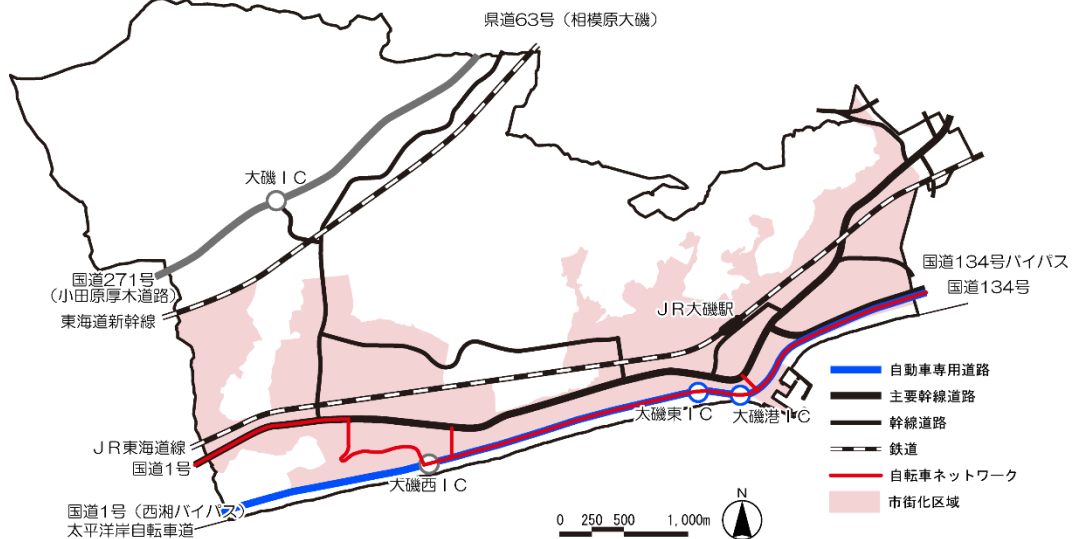 県道63号（相模原大磯）
大磯ＩＣ
国道271号
（小田原厚木道路）
東海道新幹線
国道134号バイパス
国道134号
ＪＲ大磯駅
大磯東ＩＣ
大磯港ＩＣ
ＪＲ東海道線
国道1号
大磯西ＩＣ
国道1号（西湘バイパス）
太平洋岸自転車道
自動車専用道路
主要幹線道路
幹線道路
鉄道
自転車ネットワーク
市街化区域
0 250 500 1,000m
N